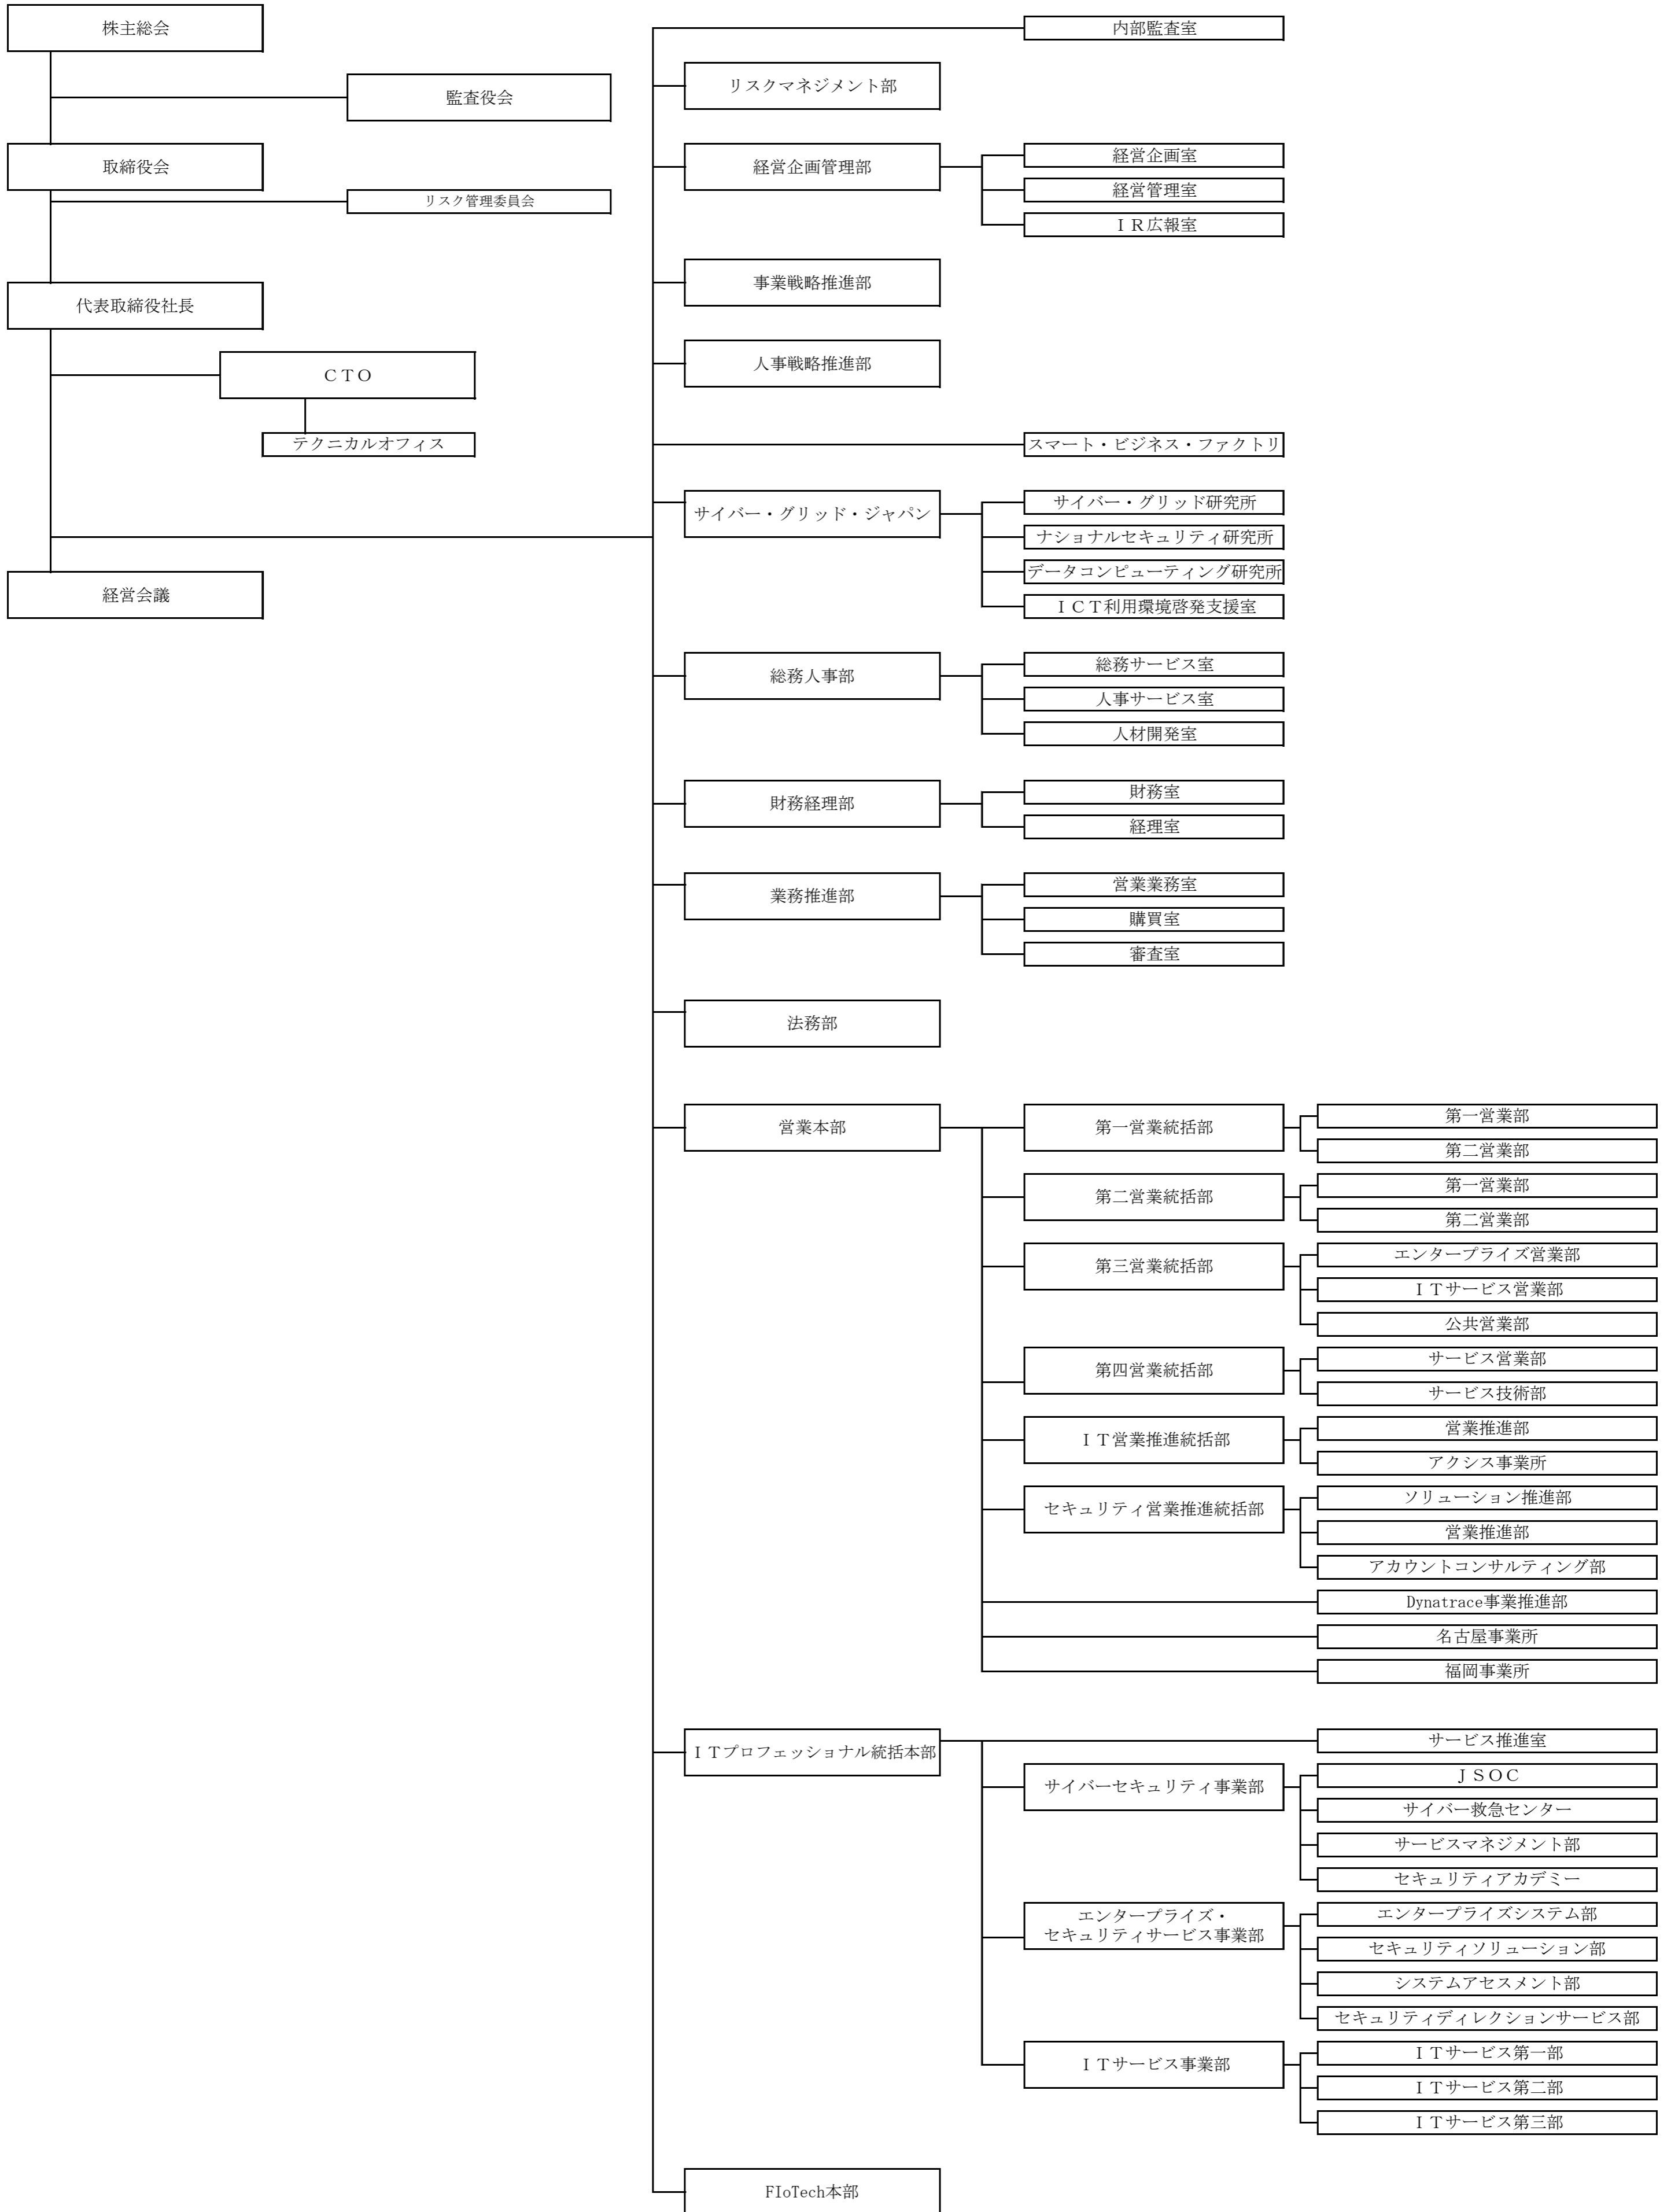 株主総会
監査役会
取締役会
リスク管理委員会
代表取締役社長
ＣＴＯ
テクニカルオフィス
経営会議
内部監査室
リスクマネジメント部
経営企画管理部
経営企画室
経営管理室
ＩＲ広報室
事業戦略推進部
人事戦略推進部
スマート・ビジネス・ファクトリ
サイバー・グリッド・ジャパン
サイバー・グリッド研究所
ナショナルセキュリティ研究所
データコンピューティング研究所
ＩＣＴ利用環境啓発支援室
総務人事部
総務サービス室
人事サービス室
人材開発室
財務経理部
財務室
経理室
業務推進部
営業業務室
購買室
審査室
法務部
営業本部
第一営業統括部
第一営業部
第二営業部
第二営業統括部
第一営業部
第二営業部
第三営業統括部
エンタープライズ営業部
ＩＴサービス営業部
公共営業部
第四営業統括部
サービス営業部
サービス技術部
ＩＴ営業推進統括部
営業推進部
アクシス事業所
セキュリティ営業推進統括部
ソリューション推進部
営業推進部
アカウントコンサルティング部
Dynatrace事業推進部
名古屋事業所
福岡事業所
ＩＴプロフェッショナル統括本部
サービス推進室
サイバーセキュリティ事業部
ＪＳＯＣ
サイバー救急センター
サービスマネジメント部
セキュリティアカデミー
エンタープライズ・
セキュリティサービス事業部
エンタープライズシステム部
セキュリティソリューション部
システムアセスメント部
セキュリティディレクションサービス部
ＩＴサービス事業部
ＩＴサービス第一部
ＩＴサービス第二部
ＩＴサービス第三部
FIoTech本部